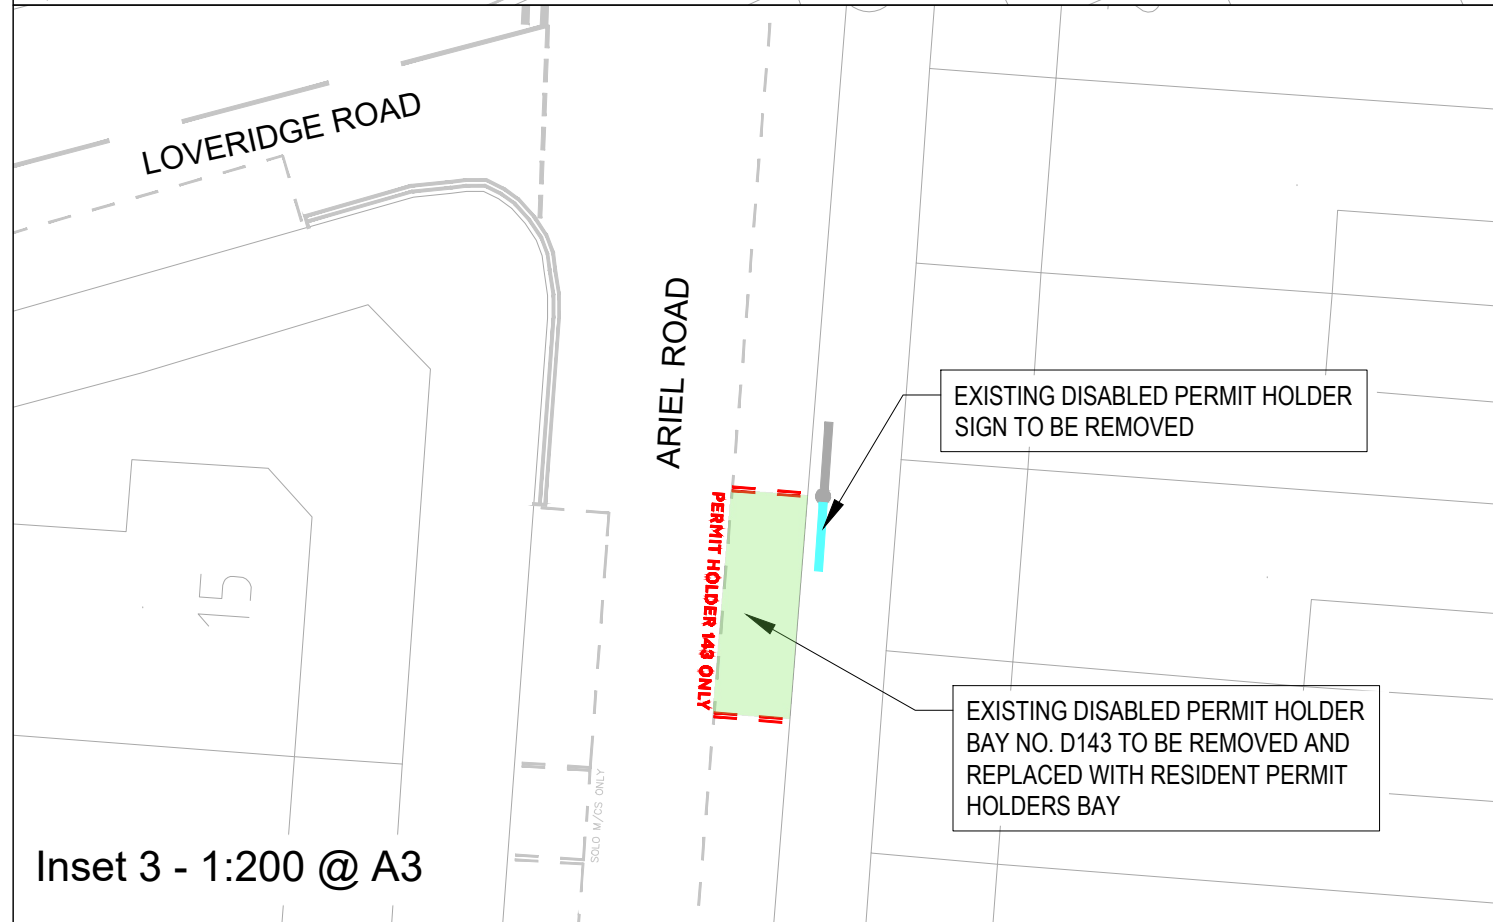 LOVERIDGE ROAD
ARIEL ROAD
EXISTING DISABLED PERMIT HOLDER
SIGN TO BE REMOVED
PERMIT HOLDER 143 ONLY
15
EXISTING DISABLED PERMIT HOLDER
BAY NO. D143 TO BE REMOVED AND
REPLACED WITH RESIDENT PERMIT
HOLDERS BAY
SOLO M/CS ONLY
Inset 3 - 1:200 @ A3